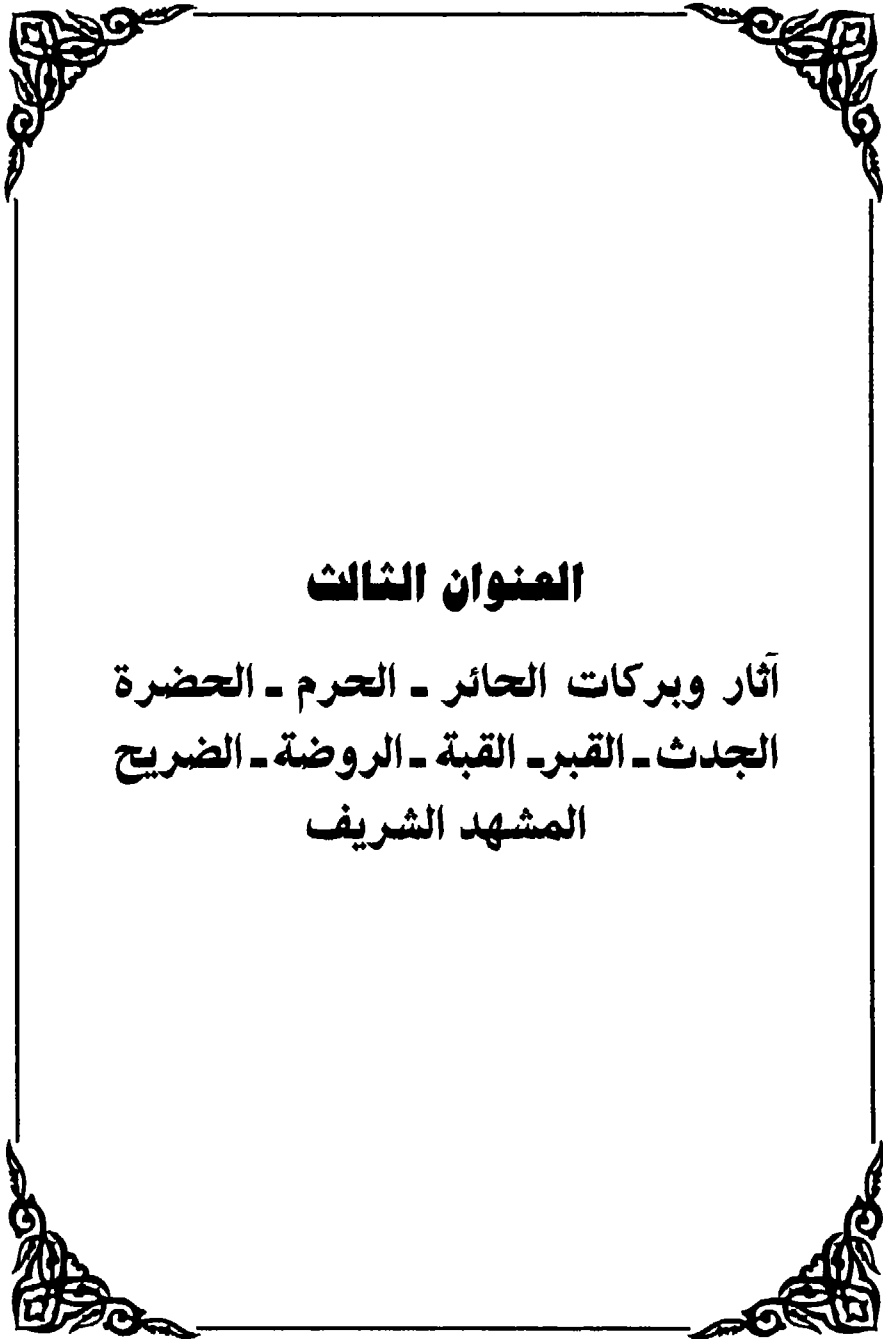 العنوان الثالث
آثار وبركات الحائر ـ الحرم ـ الحضرة
الجدث ـ القبر ـ القبة ـ الروضة ـ الضريح
المشهد الشريف